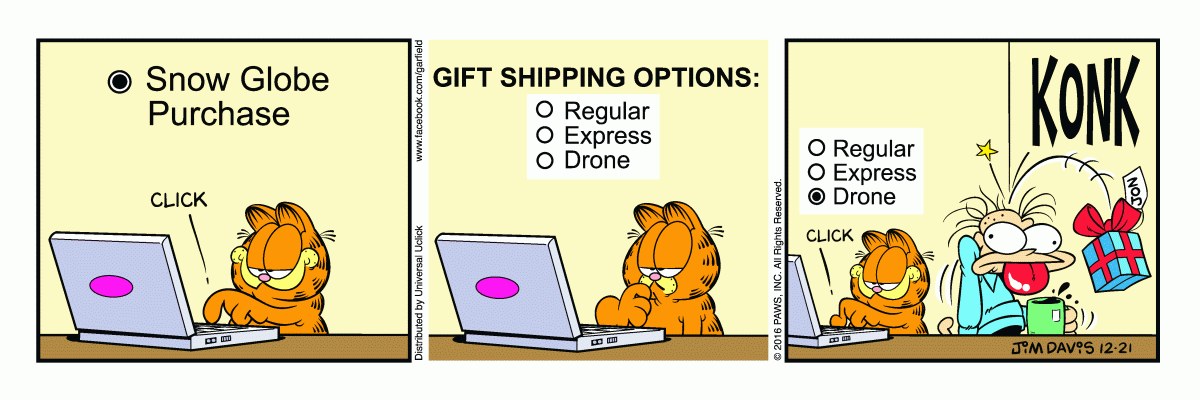 Snow Globe
Purchase
CLICK
www.facebook.com/garfield
Distributed by Universal Uclick
GIFT SHIPPING OPTIONS:
Regular
Express
Drone
© 2016 PAWS, INC. All Rights Reserved.
Regular
Express
Drone
CLICK
KONK
JON
JIM DAVIS 12-21